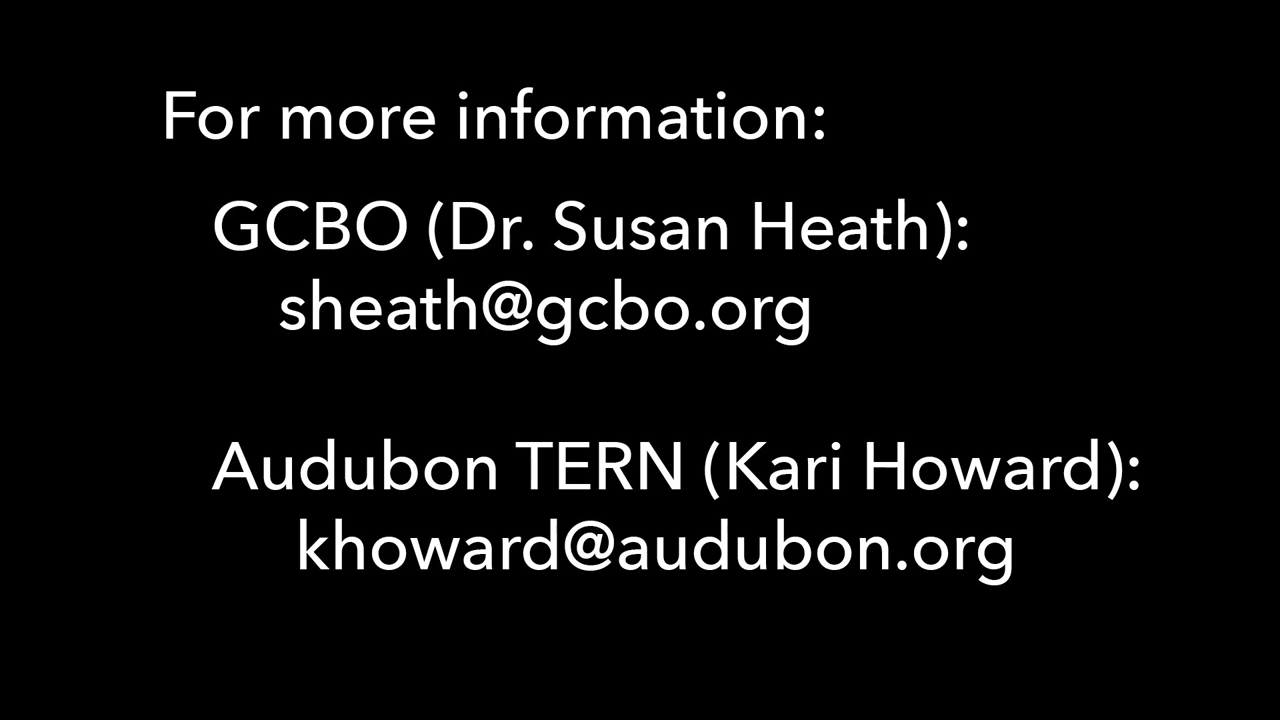 For more information:
GCBO (Dr. Susan Heath):
sheath@gcbo.org
Audubon TERN (Kari Howard):
khoward@audubon.org